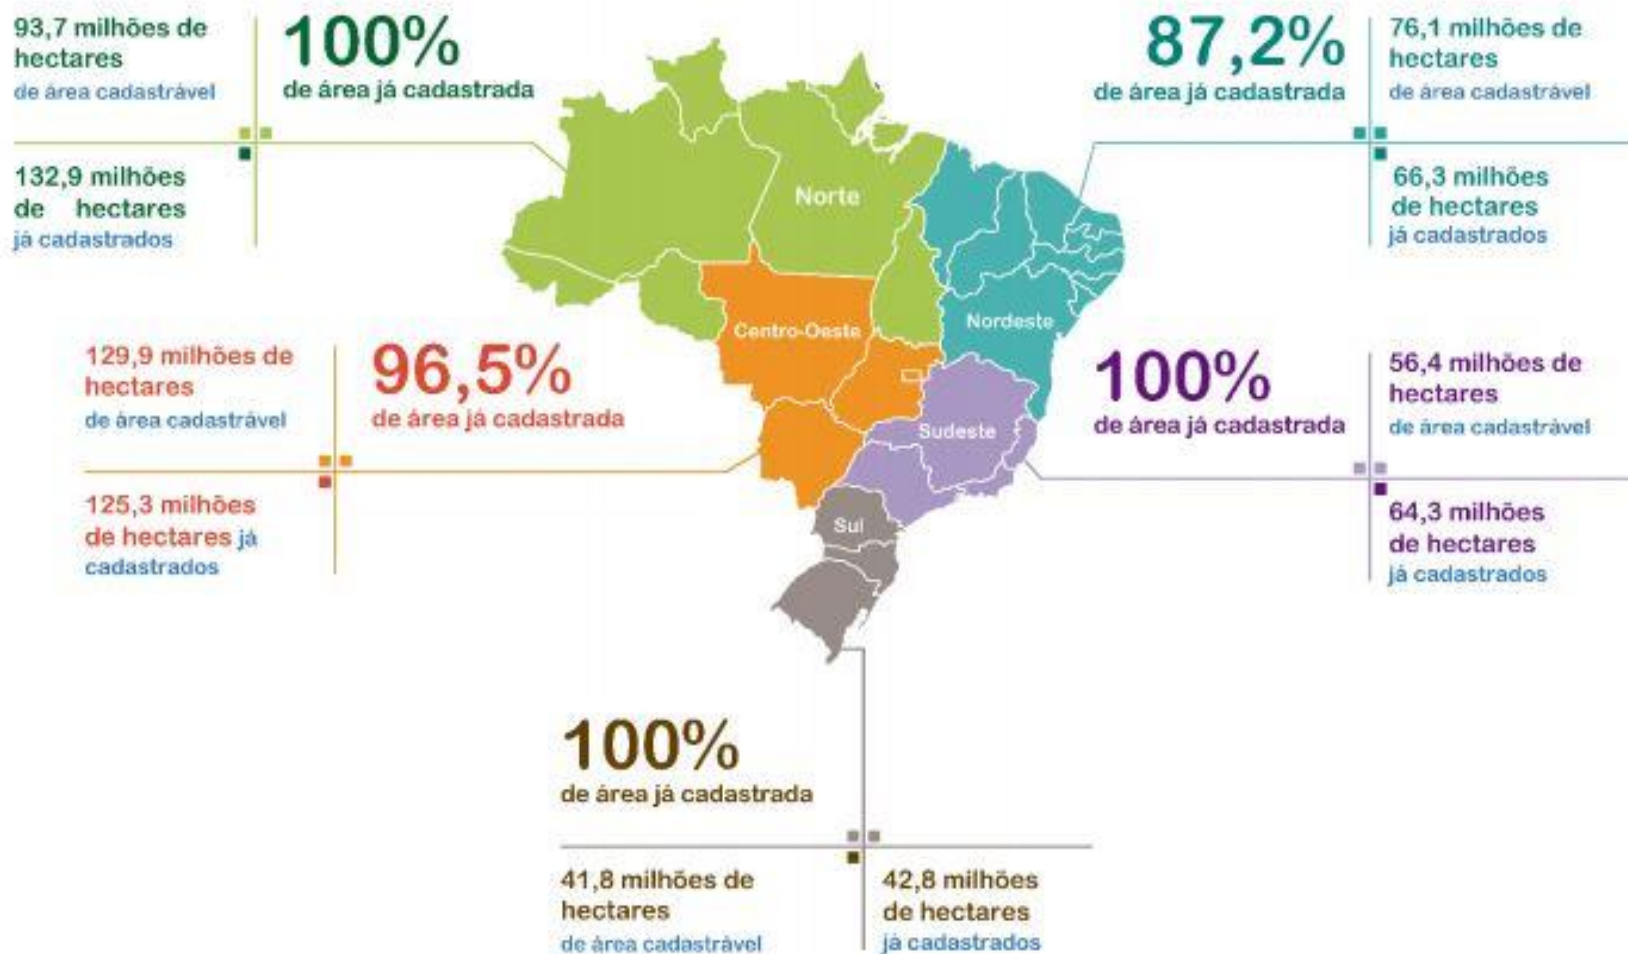 93,7 milhões de
hectares
de área cadastrável
100%
de área já cadastrada
132,9 milhões
de hectares
já cadastrados
87,2%
de área já cadastrada
76,1 milhões de
hectares
de área cadastrável
66,3 milhões
de hectares
já cadastrados
Norte
Centro-Oeste
Nordeste
Sudeste
Sul
129,9 milhões de
hectares
de área cadastrável
96,5%
de área já cadastrada
125,3 milhões
de hectares já
cadastrados
100%
de área já cadastrada
56,4 milhões de
hectares
de área cadastrável
64,3 milhões
de hectares
já cadastrados
100%
de área já cadastrada
41,8 milhões de
hectares
de área cadastrável
42,8 milhões
de hectares
já cadastrados